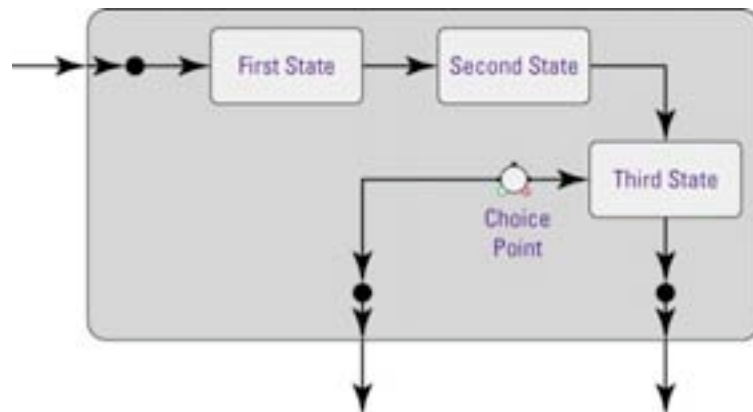 First State
Second State
Third State
Choice
Point